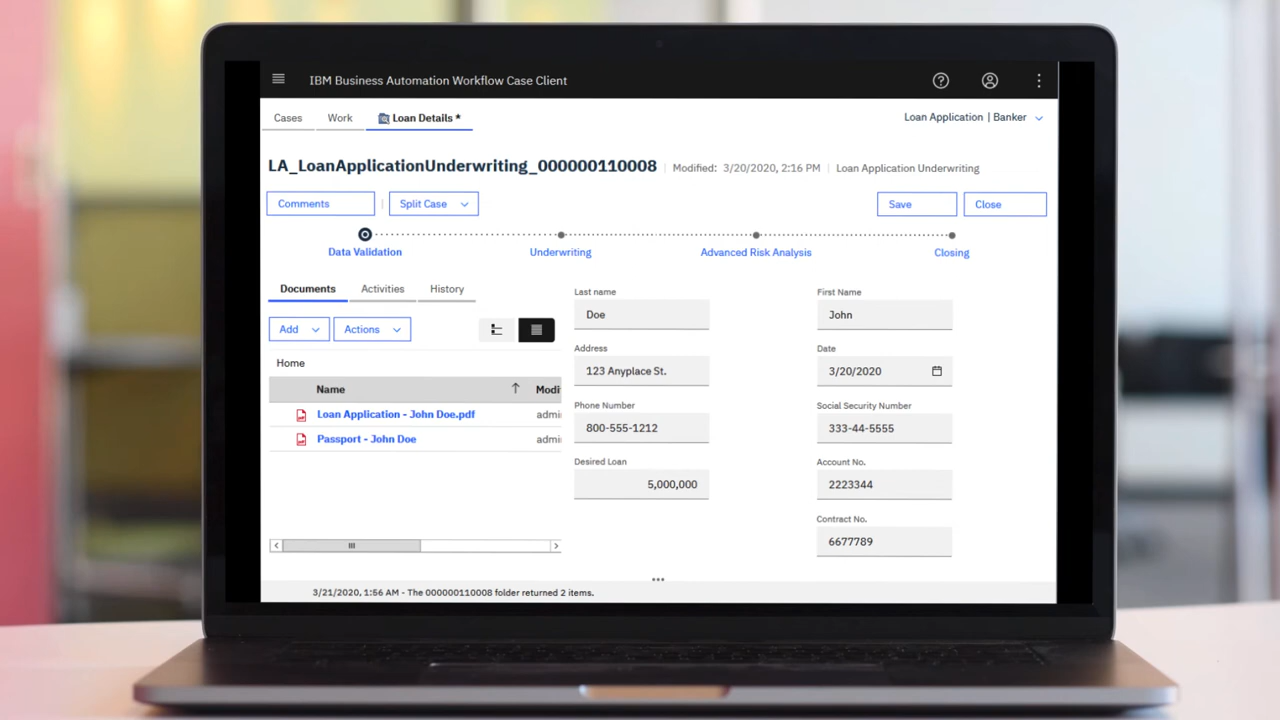 IBM Business Automation Workflow Case Client
Cases Work Loan Details * Loan Application | Banker
LA_LoanApplicationUnderwriting_000000110008 | Modified: 3/20/2020, 2:16 PM | Loan Application Underwriting
Comments | Split Case Save Close
Data Validation Underwriting Advanced Risk Analysis Closing
Documents Activities History
Add Actions
Home
Name Modi
Loan Application - John Doe.pdf admi
Passport - John Doe admi
Last name
Doe
First Name
John
Address
123 Anyplace St.
Date
3/20/2020
Phone Number
800-555-1212
Social Security Number
333-44-5555
Desired Loan
5,000,000
Account No.
2223344
Contract No.
6677789
3/21/2020, 1:56 AM - The 000000110008 folder returned 2 items.